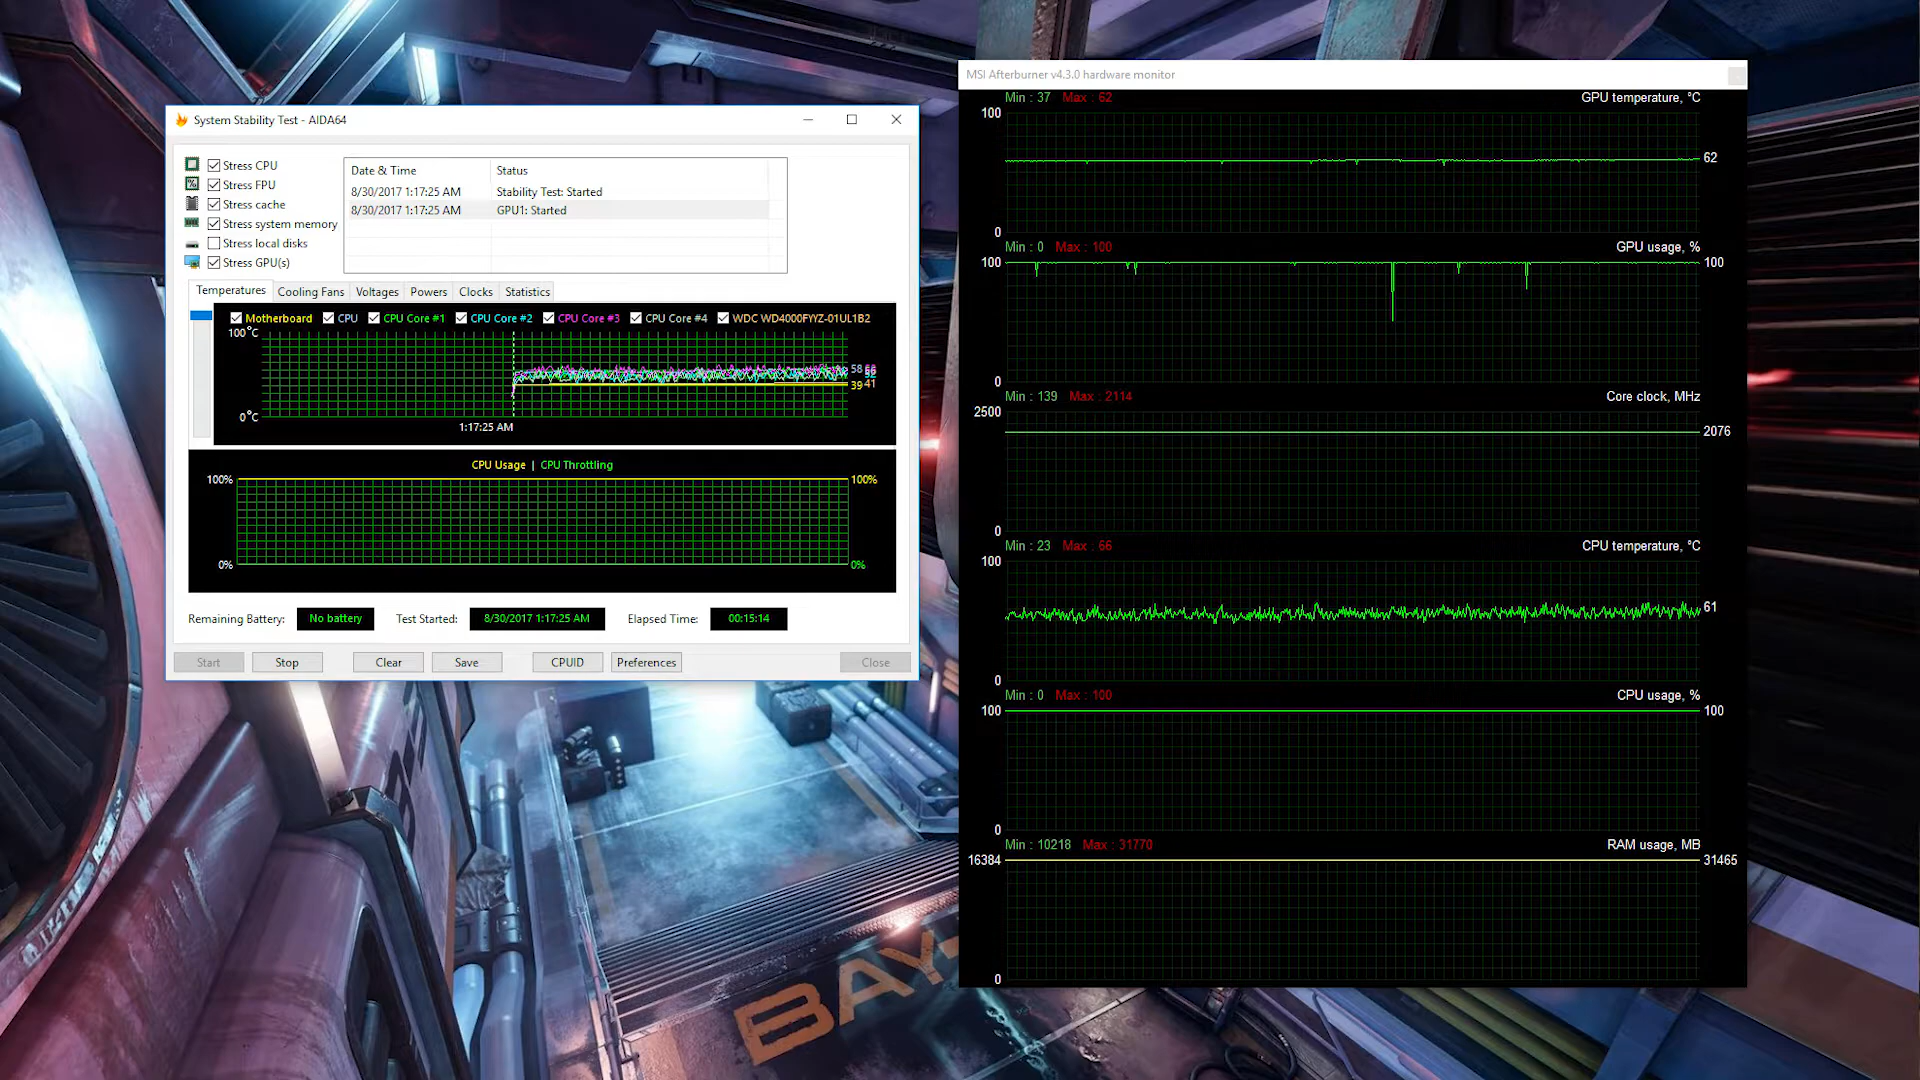 System Stability Test - AIDA64
Stress CPU
Stress FPU
Stress cache
Stress system memory
Stress local disks
Stress GPU(s)
Date & Time Status
8/30/2017 1:17:25 AM Stability Test: Started
8/30/2017 1:17:25 AM GPU1: Started
Temperatures Cooling Fans Voltages Powers Clocks Statistics
Motherboard CPU CPU Core #1 CPU Core #2 CPU Core #3 CPU Core #4 WDC WD4000FYYZ-01UL1B2
100°C
58
39 41
0°C
1:17:25 AM
CPU Usage | CPU Throttling
100% 100%
0% 0%
Remaining Battery: No battery Test Started: 8/30/2017 1:17:25 AM Elapsed Time: 00:15:14
Start Stop Clear Save CPUID Preferences Close
MSI Afterburner v4.3.0 hardware monitor
Min : 37 Max : 62 GPU temperature, °C
100
62
0
Min : 0 Max : 100 GPU usage, %
100 100
0
Min : 139 Max : 2114 Core clock, MHz
2500
2076
0
Min : 23 Max : 66 CPU temperature, °C
100
61
0
Min : 0 Max : 100 CPU usage, %
100 100
0
Min : 10218 Max : 31770 RAM usage, MB
16384 31465
0
BAY